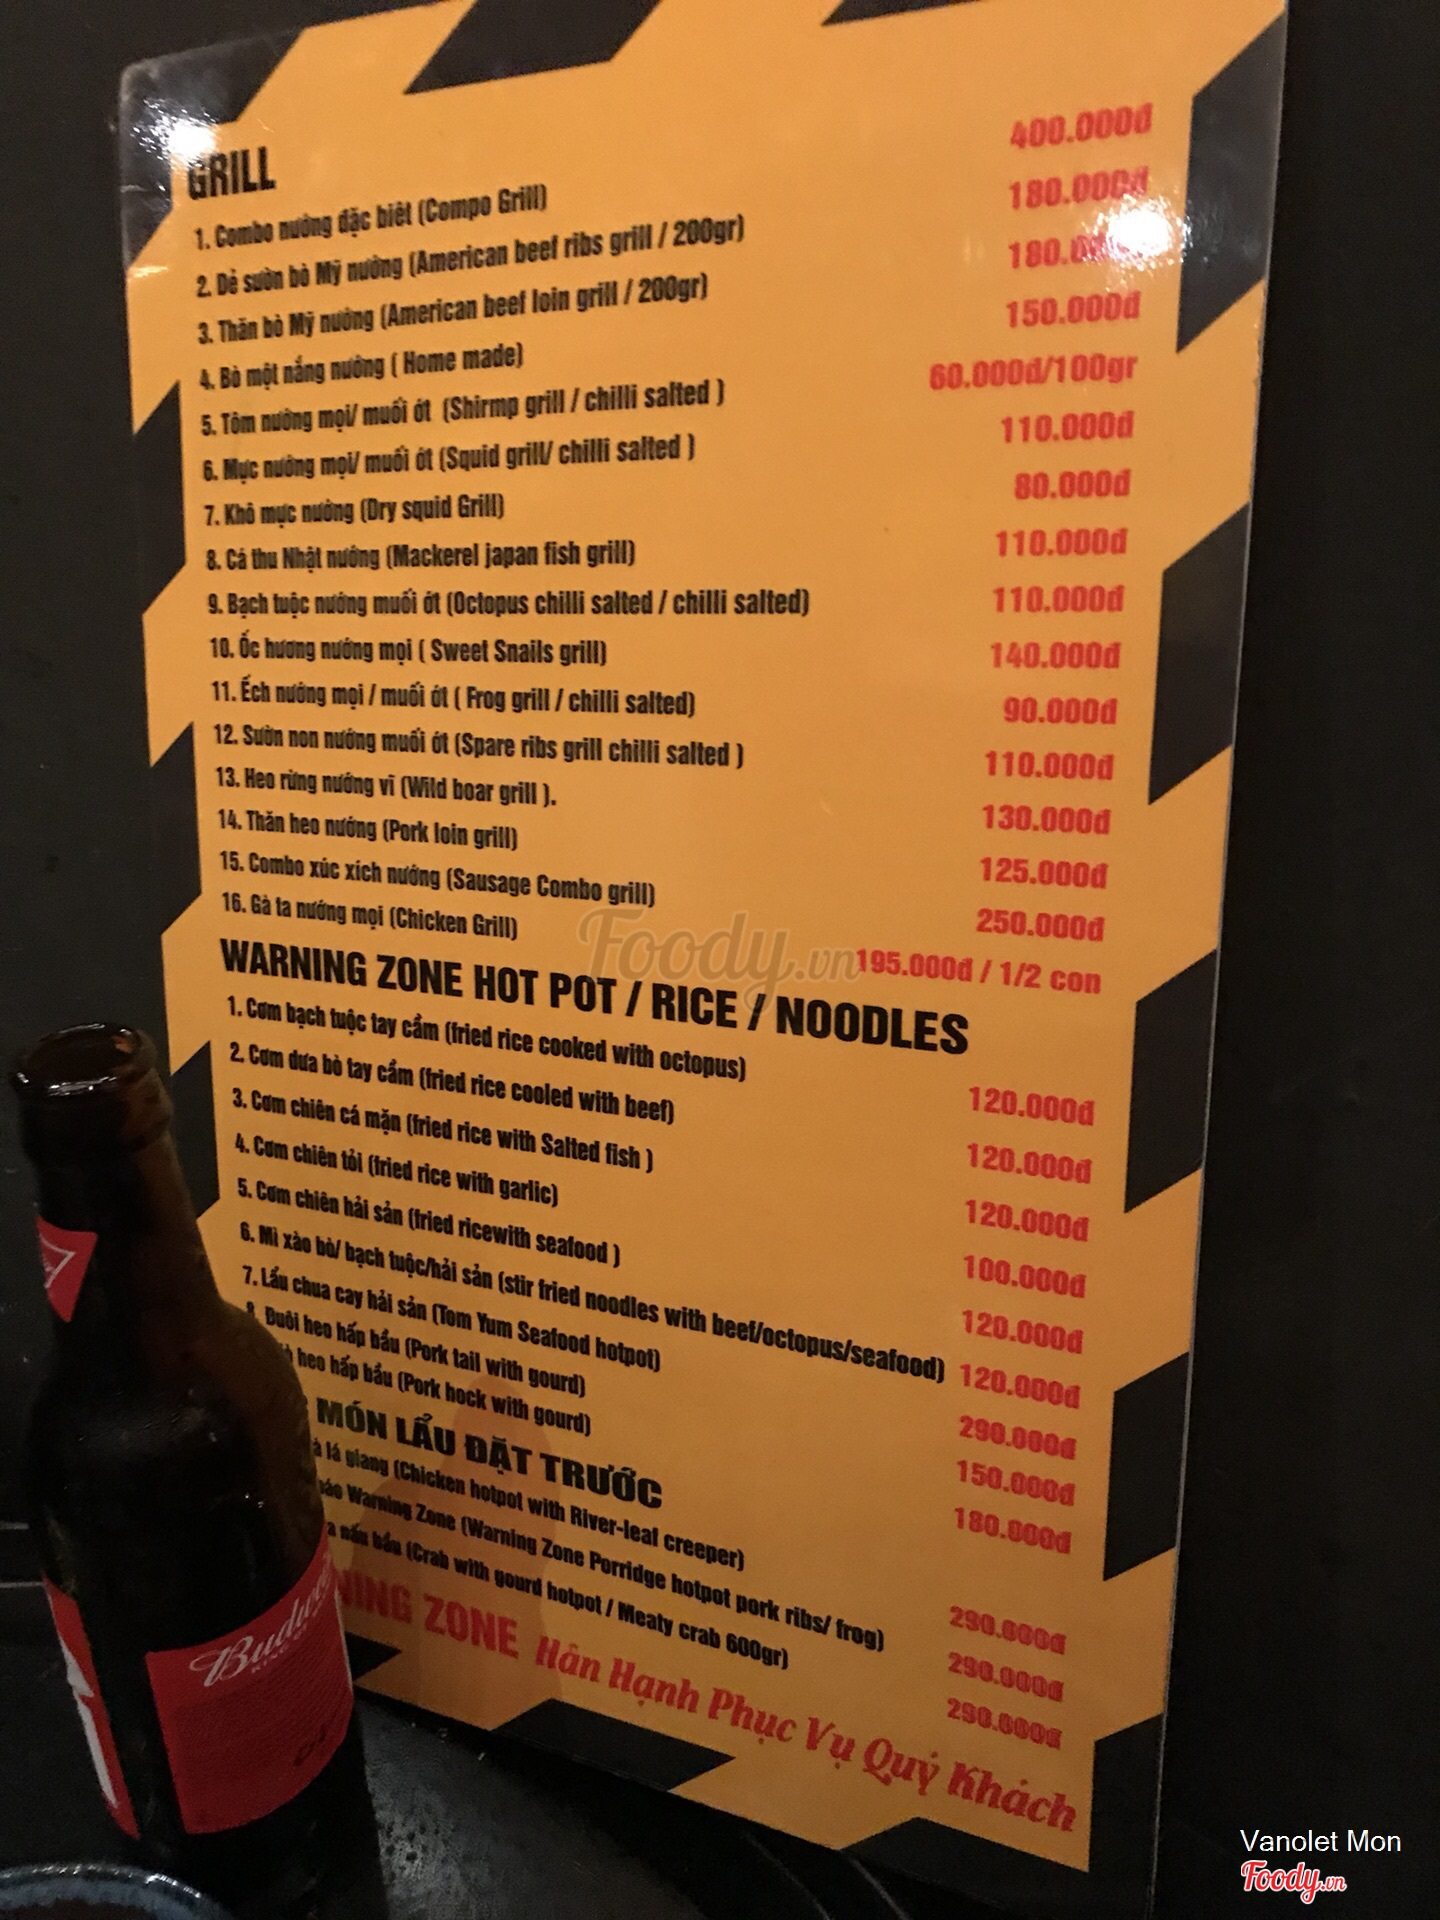 GRILL
1. Combo nướng đặc biệt (Compo Grill) 400.000đ
2. Dẻ sườn bò Mỹ nướng (American beef ribs grill / 200gr) 180.000đ
3. Thăn bò Mỹ nướng (American beef loin grill / 200gr) 180.000đ
4. Bò một nắng nướng ( Home made) 150.000đ
5. Tôm nướng mọi/ muối ớt (Shirmp grill / chilli salted ) 60.000đ/100gr
6. Mực nướng mọi/ muối ớt (Squid grill/ chilli salted ) 110.000đ
7. Khô mực nướng (Dry squid Grill) 80.000đ
8. Cá thu Nhật nướng (Mackerel japan fish grill) 110.000đ
9. Bạch tuộc nướng muối ớt (Octopus chilli salted / chilli salted) 110.000đ
10. Ốc hương nướng mọi ( Sweet Snails grill) 140.000đ
11. Ếch nướng mọi / muối ớt ( Frog grill / chilli salted) 90.000đ
12. Sườn non nướng muối ớt (Spare ribs grill chilli salted ) 110.000đ
13. Heo rừng nướng vĩ (Wild boar grill ). 130.000đ
14. Thăn heo nướng (Pork loin grill) 125.000đ
15. Combo xúc xích nướng (Sausage Combo grill) 250.000đ
16. Gà ta nướng mọi (Chicken Grill) 195.000đ / 1/2 con
WARNING ZONE HOT POT / RICE / NOODLES
1. Cơm bạch tuộc tay cầm (fried rice cooked with octopus) 120.000đ
2. Cơm dưa bò tay cầm (fried rice cooled with beef) 120.000đ
3. Cơm chiên cá mặn (fried rice with Salted fish ) 120.000đ
4. Cơm chiên tỏi (fried rice with garlic) 100.000đ
5. Cơm chiên hải sản (fried ricewith seafood ) 120.000đ
6. Mì xào bò/ bạch tuộc/hải sản (stir fried noodles with beef/octopus/seafood) 120.000đ
7. Lẩu chua cay hải sản (Tom Yum Seafood hotpot) 290.000đ
8. Đuôi heo hấp bầu (Pork tail with gourd) 150.000đ
heo hấp bầu (Pork hock with gourd) 180.000đ
MÓN LẨU ĐẶT TRƯỚC
lá giang (Chicken hotpot with River-leaf creeper) 290.000đ
Warning Zone (Warning Zone Porridge hotpot pork ribs/ frog) 290.000đ
nấu bầu (Crab with gourd hotpot / Meaty crab 600gr) 290.000đ
ZONE Hân Hạnh Phục Vụ Quý Khách
Foody.vn
Vanolet Mon
Foody.vn